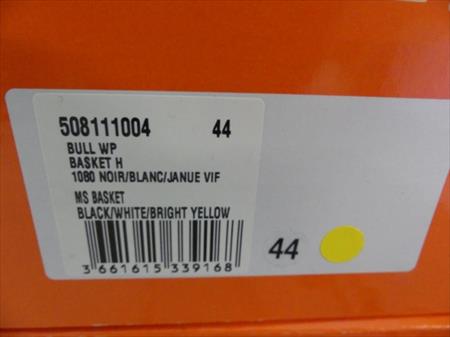 508111004 44
BULL WP
BASKET H
1080 NOIR/BLANC/JANUE VIF
MS BASKET
BLACK/WHITE/BRIGHT YELLOW
3 661615 339168
44